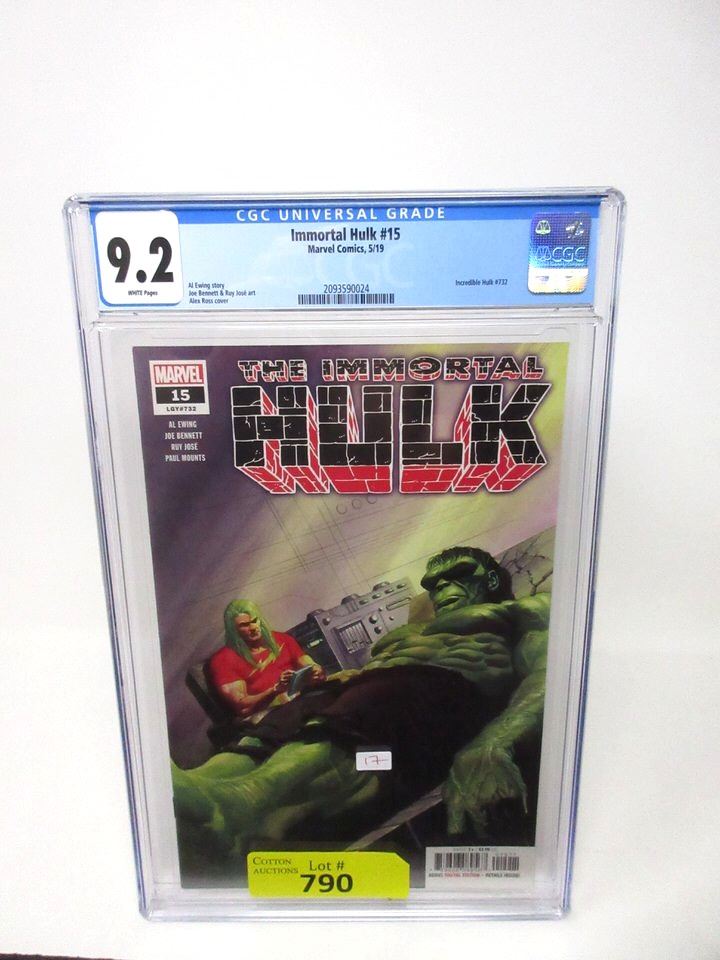 CGC UNIVERSAL GRADE
9.2
WHITE Pages
Immortal Hulk #15
Marvel Comics, 5/19
Al Ewing story
Joe Bennett & Ruy José art
Alex Ross cover
2093590024
Incredible Hulk #732
CGC
MARVEL
15
LGY#732
AL EWING
JOE BENNETT
RUY JOSÉ
PAUL MOUNTS
THE IMMORTAL
HULK
17-
COTTON
AUCTIONS
Lot #
790